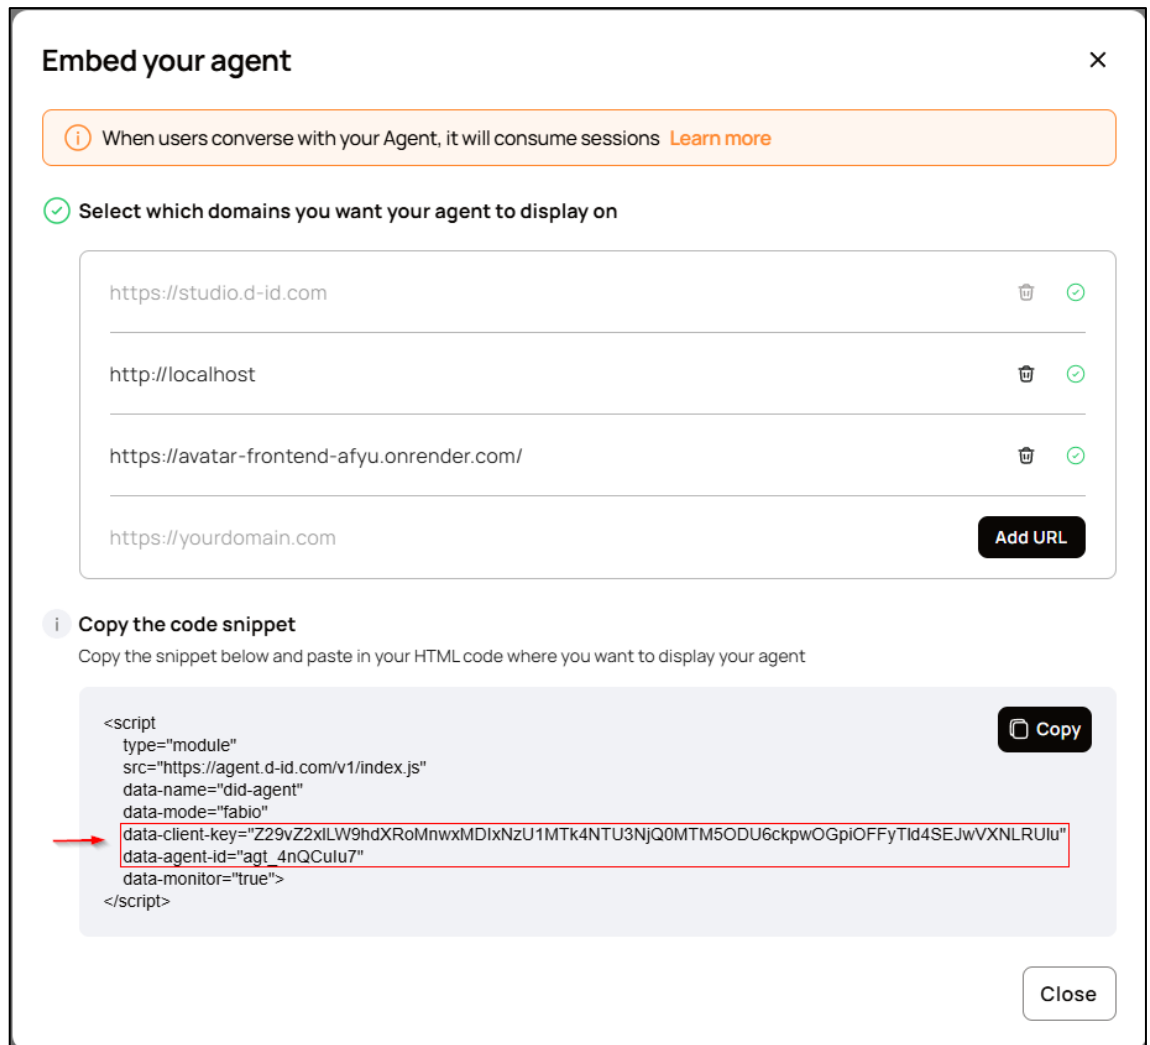 Embed your agent
When users converse with your Agent, it will consume sessions Learn more
Select which domains you want your agent to display on
https://studio.d-id.com
http://localhost
https://avatar-frontend-afyu.onrender.com/
https://yourdomain.com
Add URL
Copy the code snippet
Copy the snippet below and paste in your HTML code where you want to display your agent
Copy
<script
type="module"
src="https://agent.d-id.com/v1/index.js"
data-name="did-agent"
data-mode="fabio"
data-client-key="Z29vZ2xlLW9hdXRoMnwxMDIxNzU1MTk4NTU3NjQ0MTM5ODU6ckpwOGpiOFFyTld4SEJwVXNLRUlu"
data-agent-id="agt_4nQCuIu7"
data-monitor="true">
</script>
Close